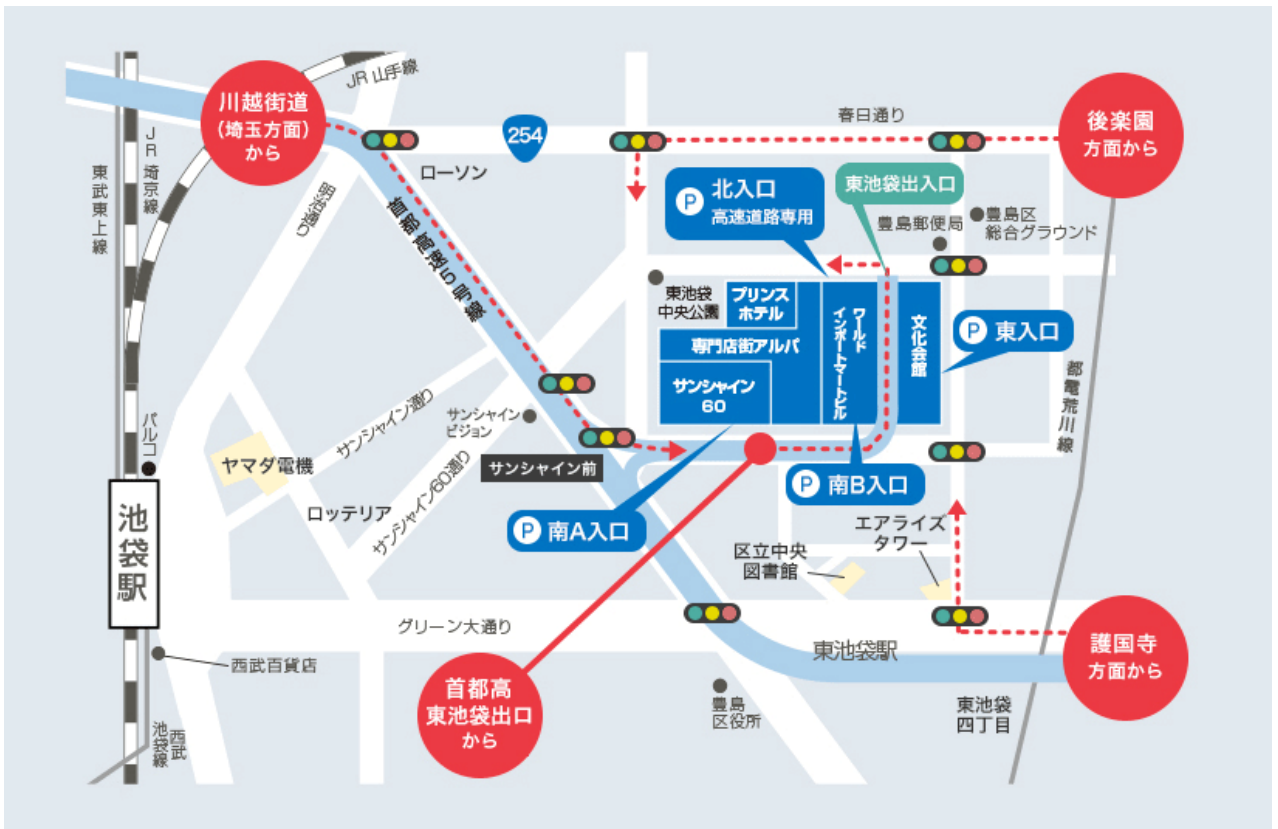 JR 山手線
川越街道
(埼玉方面)
から
254
春日通り
後楽園
方面から
JR埼京線
東武東上線
ローソン
明治通り
首都高速5号線
P 北入口
高速道路専用
東池袋出入口
豊島郵便局
豊島区
総合グラウンド
東池袋
中央公園
プリンス
ホテル
専門店街アルパ
サンシャイン
60
ワールド
インポートマートビル
文化会館
P 東入口
都電荒川線
パルコ
サンシャイン通り
サンシャイン
ビジョン
ヤマダ電機
サンシャイン60通り
サンシャイン前
ロッテリア
P 南A入口
P 南B入口
エアライズ
タワー
区立中央
図書館
池袋駅
グリーン大通り
東池袋駅
護国寺
方面から
西武百貨店
首都高
東池袋出口
から
豊島
区役所
東池袋
四丁目
西武
池袋線